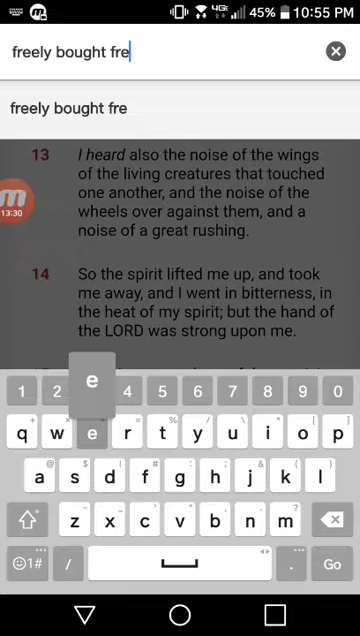 4G 45% 10:55 PM
freely bought fre
freely bought fre
13 I heard also the noise of the wings
of the living creatures that touched
one another, and the noise of the
wheels over against them, and a
noise of a great rushing.
13:30
14 So the spirit lifted me up, and took
me away, and I went in bitterness, in
the heat of my spirit; but the hand of
the LORD was strong upon me.
e
1 2 4 5 6 7 8 9 0
q w e r t y u i o p
a s d f g h j k l
z x c v b n m
☺1# / . Go